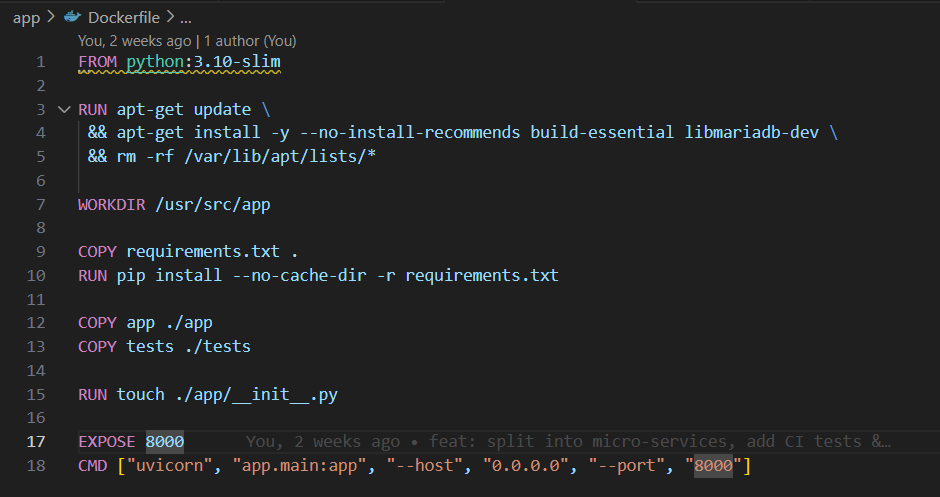 app > Dockerfile > ...
You, 2 weeks ago | 1 author (You)
1 FROM python:3.10-slim
2
3 RUN apt-get update \
4 && apt-get install -y --no-install-recommends build-essential libmariadb-dev \
5 && rm -rf /var/lib/apt/lists/*
6
7 WORKDIR /usr/src/app
8
9 COPY requirements.txt .
10 RUN pip install --no-cache-dir -r requirements.txt
11
12 COPY app ./app
13 COPY tests ./tests
14
15 RUN touch ./app/__init__.py
16
17 EXPOSE 8000 You, 2 weeks ago • feat: split into micro-services, add CI tests &…
18 CMD ["uvicorn", "app.main:app", "--host", "0.0.0.0", "--port", "8000"]